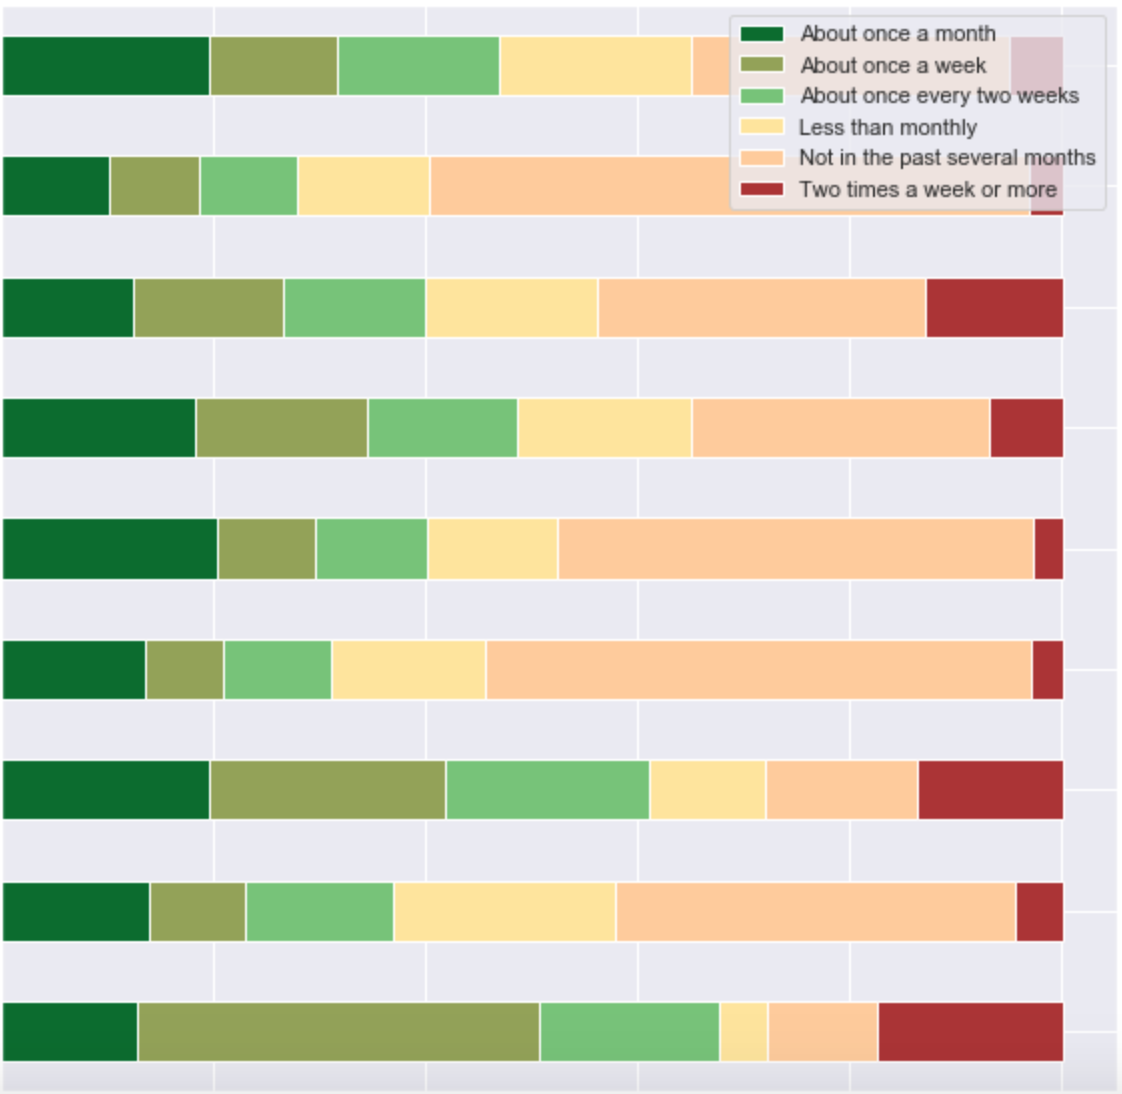 About once a month
About once a week
About once every two weeks
Less than monthly
Not in the past several months
Two times a week or more